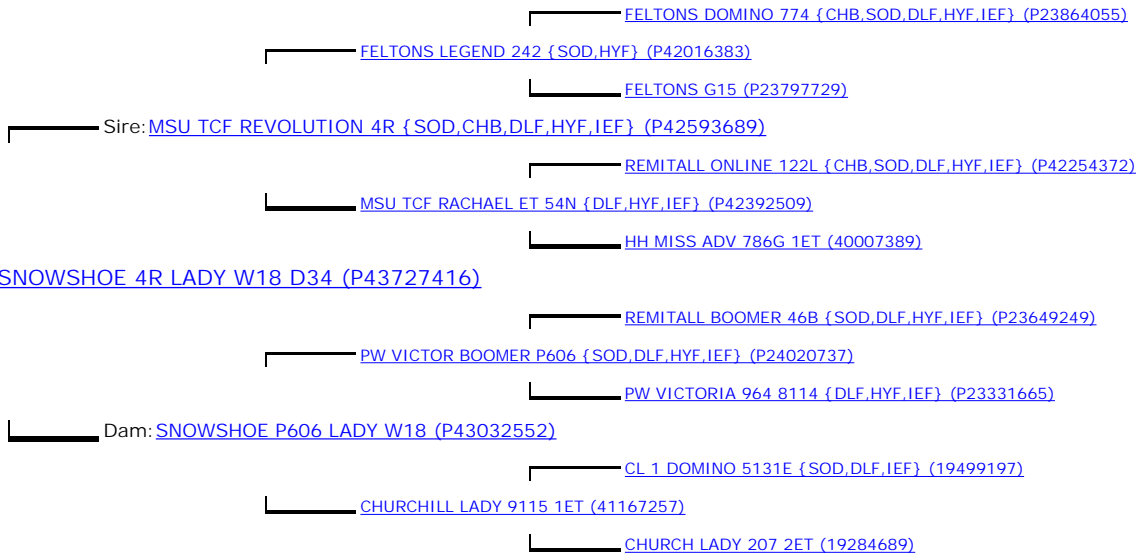 FELTONS DOMINO 774 {CHB,SOD,DLF,HYF,IEF} (P23864055)
FELTONS LEGEND 242 {SOD,HYF} (P42016383)
FELTONS G15 (P23797729)
Sire: MSU TCF REVOLUTION 4R {SOD,CHB,DLF,HYF,IEF} (P42593689)
REMITALL ONLINE 122L {CHB,SOD,DLF,HYF,IEF} (P42254372)
MSU TCF RACHAEL ET 54N {DLF,HYF,IEF} (P42392509)
HH MISS ADV 786G 1ET (40007389)
SNOWSHOE 4R LADY W18 D34 (P43727416)
REMITALL BOOMER 46B {SOD,DLF,HYF,IEF} (P23649249)
PW VICTOR BOOMER P606 {SOD,DLF,HYF,IEF} (P24020737)
PW VICTORIA 964 8114 {DLF,HYF,IEF} (P23331665)
Dam: SNOWSHOE P606 LADY W18 (P43032552)
CL 1 DOMINO 5131E {SOD,DLF,IEF} (19499197)
CHURCHILL LADY 9115 1ET (41167257)
CHURCH LADY 207 2ET (19284689)